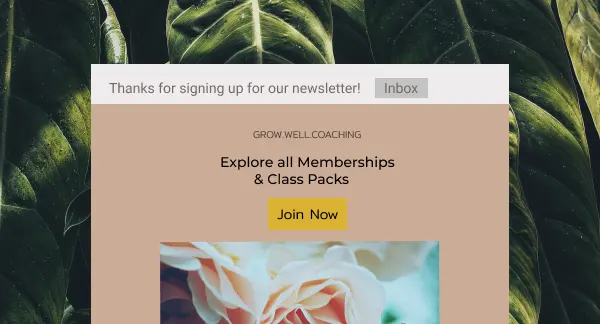 Thanks for signing up for our newsletter! Inbox
GROW.WELL.COACHING
Explore all Memberships
& Class Packs
Join Now